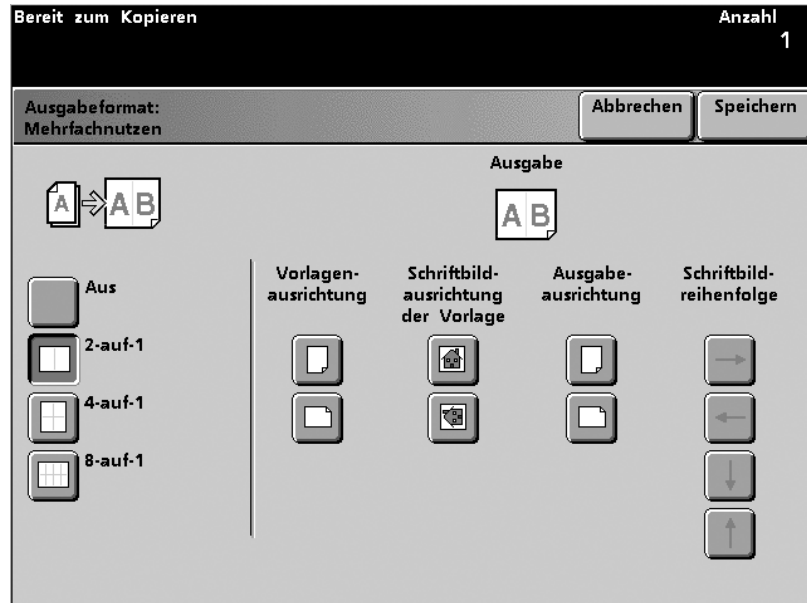 Bereit zum Kopieren
Anzahl
1
Ausgabeformat:
Mehrfachnutzen
Abbrechen
Speichern
A
A B
Ausgabe
A B
Aus
2-auf-1
4-auf-1
8-auf-1
Vorlagen-
ausrichtung
Schriftbild-
ausrichtung
der Vorlage
Ausgabe-
ausrichtung
Schriftbild-
reihenfolge